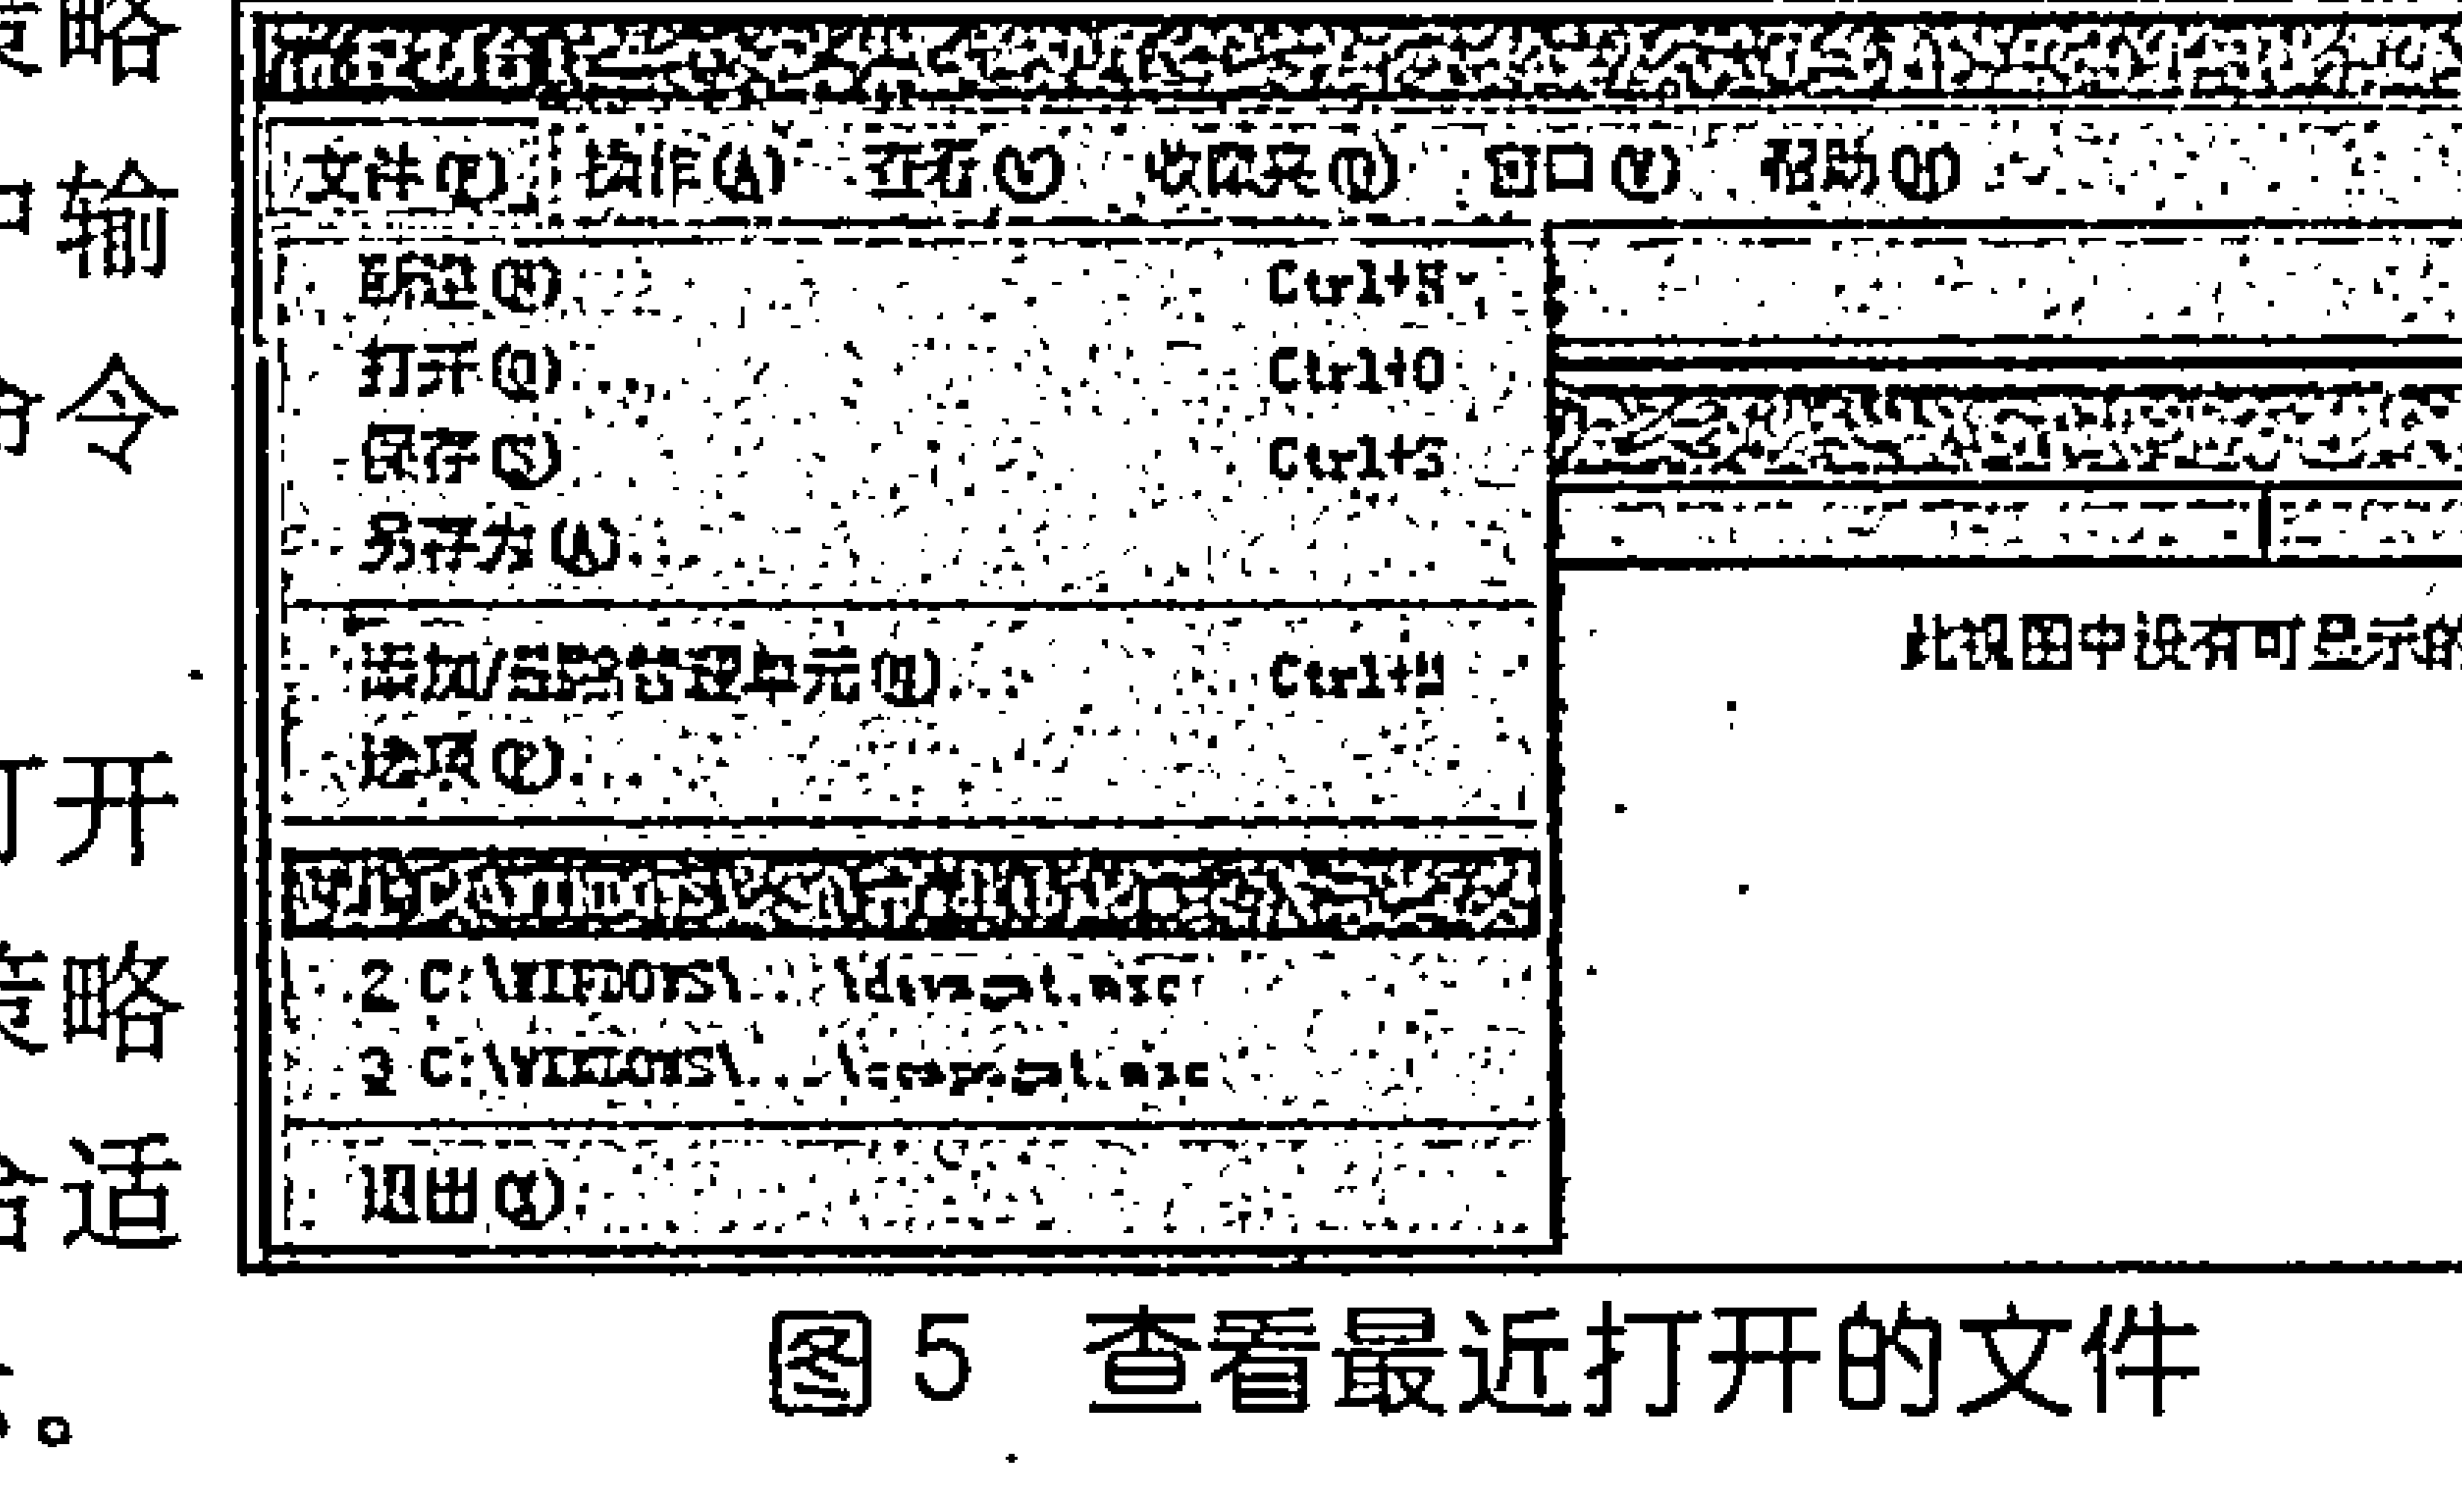 略
输
令
开
策略
适
。
控制台
文件(F) 操作(A) 查看(V) 收藏夹(O) 窗口(W) 帮助(H)
新建(N) Ctrl+N
打开(O)... Ctrl+O
保存(S) Ctrl+S
另存为(A)...
添加/删除管理单元(M)... Ctrl+M
选项(P)...
2 C:\WINDOWS\...\devmgmt.msc
3 C:\WINDOWS\...\compmgmt.msc
退出(X)
此视图中没有可显示的
图 5 查看最近打开的文件